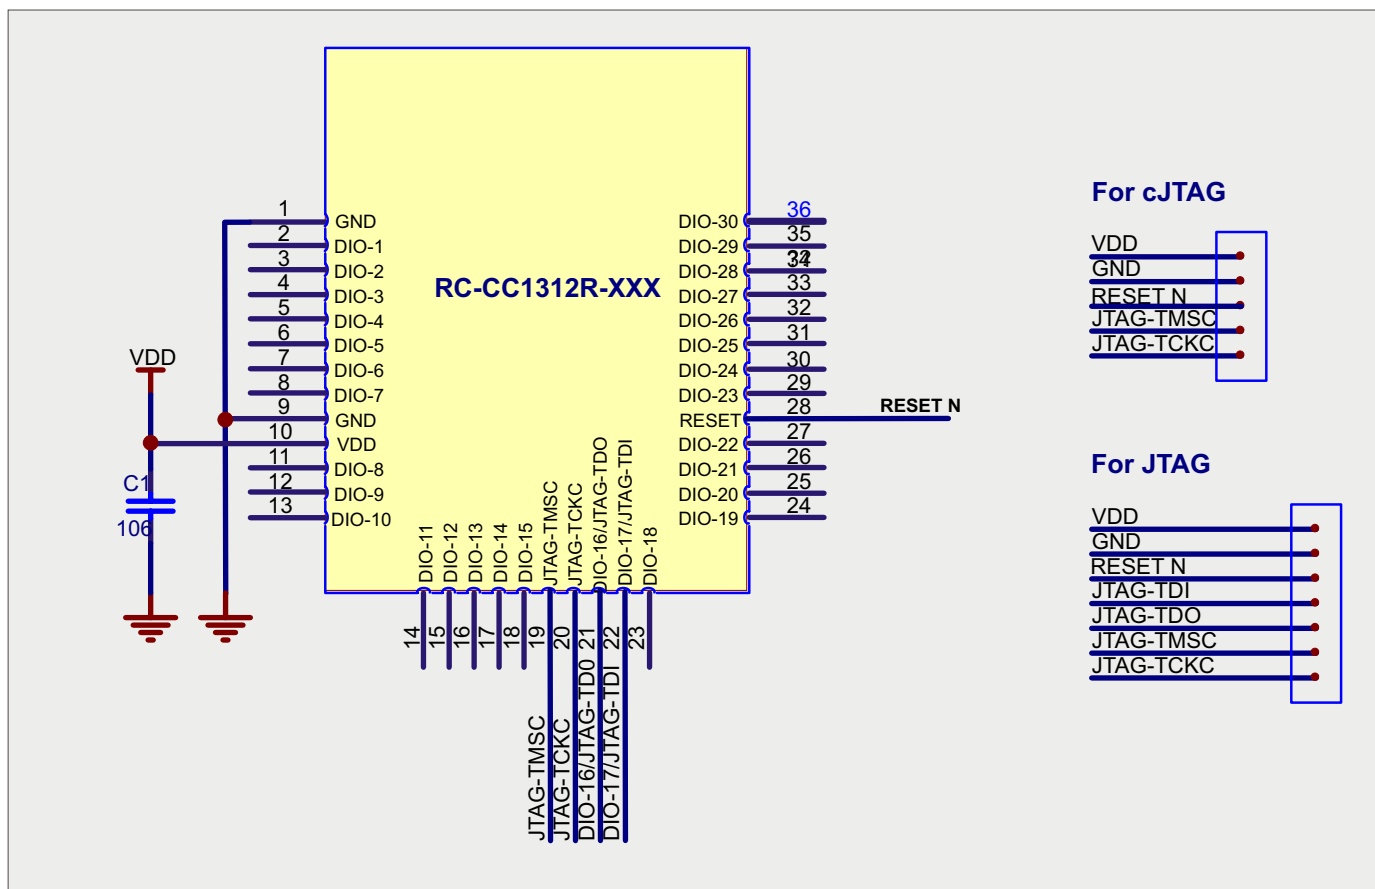 RC-CC1312R-XXX
1 GND
2 DIO-1
3 DIO-2
4 DIO-3
5 DIO-4
6 DIO-5
7 DIO-6
8 DIO-7
9 GND
10 VDD
11 DIO-8
12 DIO-9
13 DIO-10
VDD
C1
106
DIO-11 14
DIO-12 15
DIO-13 16
DIO-14 17
DIO-15 18
JTAG-TMSC 19 JTAG-TMSC
JTAG-TCKC 20 JTAG-TCKC
DIO-16/JTAG-TDO 21 DIO-16/JTAG-TD0
DIO-17/JTAG-TDI 22 DIO-17/JTAG-TDI
DIO-18 23
DIO-30 36
DIO-29 35
DIO-28
DIO-27 33
DIO-26 32
DIO-25 31
DIO-24 30
DIO-23 29
RESET 28 RESET N
DIO-22 27
DIO-21 26
DIO-20 25
DIO-19 24
For cJTAG
VDD
GND
RESET N
JTAG-TMSC
JTAG-TCKC
For JTAG
VDD
GND
RESET N
JTAG-TDI
JTAG-TDO
JTAG-TMSC
JTAG-TCKC